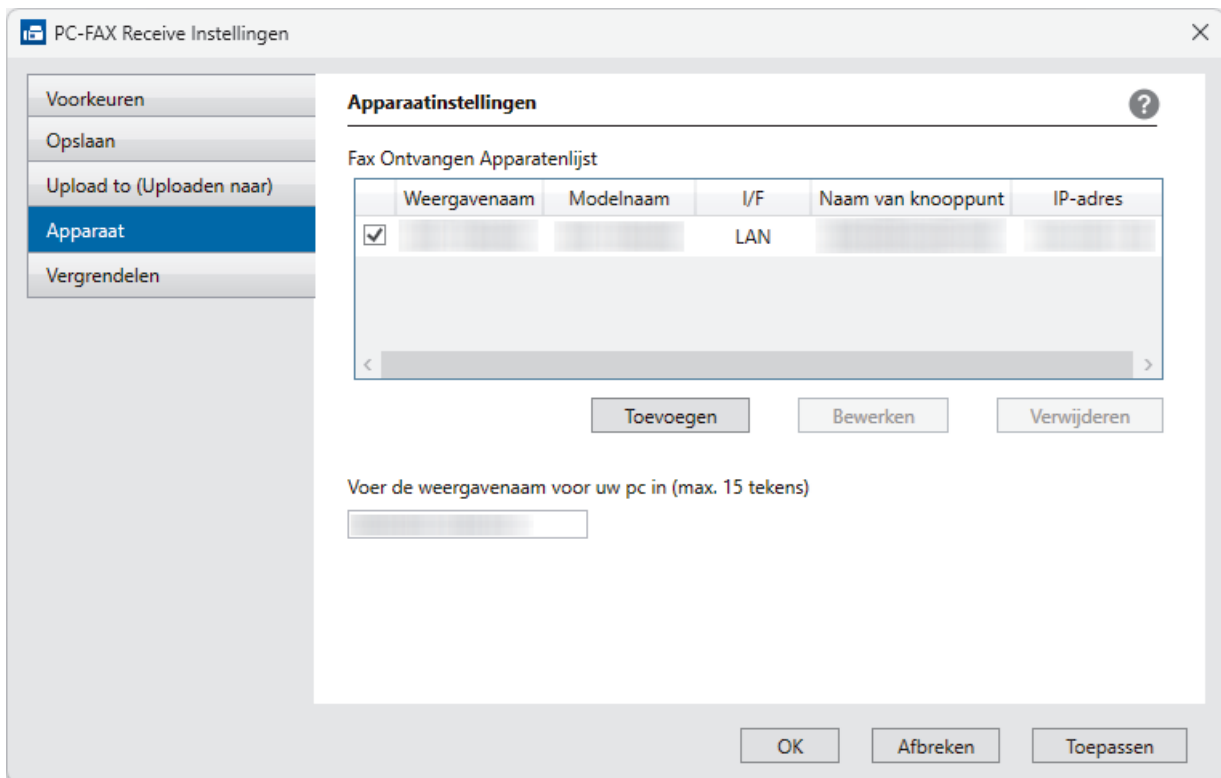 PC-FAX Receive Instellingen
Voorkeuren
Opslaan
Upload to (Uploaden naar)
Apparaat
Vergrendelen
Apparaatinstellingen
?
Fax Ontvangen Apparatenlijst
Weergavenaam Modelnaam I/F Naam van knooppunt IP-adres
LAN
Toevoegen Bewerken Verwijderen
Voer de weergavenaam voor uw pc in (max. 15 tekens)
OK Afbreken Toepassen